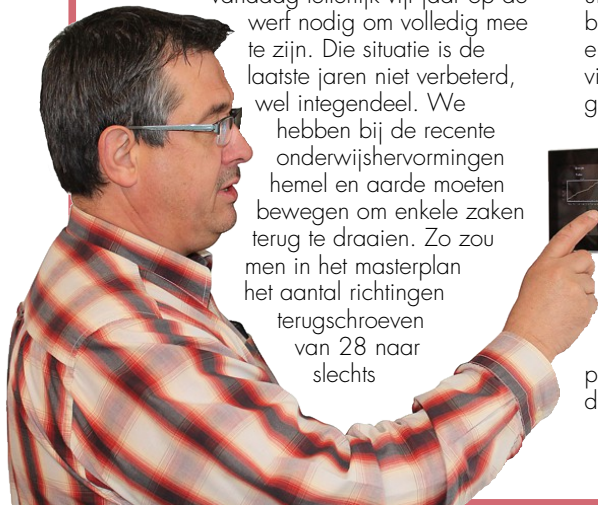 werf nodig om volledig mee
te zijn. Die situatie is de
laatste jaren niet verbeterd,
wel integendeel. We
hebben bij de recente
onderwijshervormingen
hemel en aarde moeten
bewegen om enkele zaken
terug te draaien. Zo zou
men in het masterplan
het aantal richtingen
terugschroeven
van 28 naar
slechts